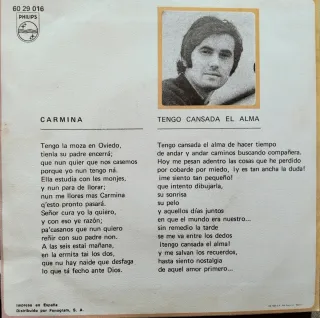 60 29 016
PHILIPS
CARMINA
Tengo la moza en Oviedo,
tienla su padre encerrá;
que nun quier que nos casemos
porque yo nun tengo ná.
Ella estudia con les monjes,
y nun para de llorar;
nun me llores más Carmina
q'esto pronto pasará.
Señor cura yo la quiero,
y con eso ye razón;
pa'casanos que nun quiero
reñir con suo padre non.
A las seis estaí mañana,
en la ermita tai los dos,
que nu hay naide que desfaga
lo que tá fecho ante Dios.
TENGO CANSADA EL ALMA
Tengo cansada el alma de hacer tiempo
de andar y andar caminos buscando compañera.
Hoy me pesan adentro las cosas que he perdido
por cobarde por miedo, ¡y es tan ancha la duda!
¡me siento tan pequeño!
que intento dibujarla,
su sonrisa
su pelo
y aquellos días juntos
en que el mundo era nuestro...
sin remedio la tarde
se me va entre los dedos
¡tengo cansada el alma!
y me salvan los recuerdos,
hasta siento nostalgia
de aquel amor primero...
Impreso en España
Distribuido por Fonogram, S. A.